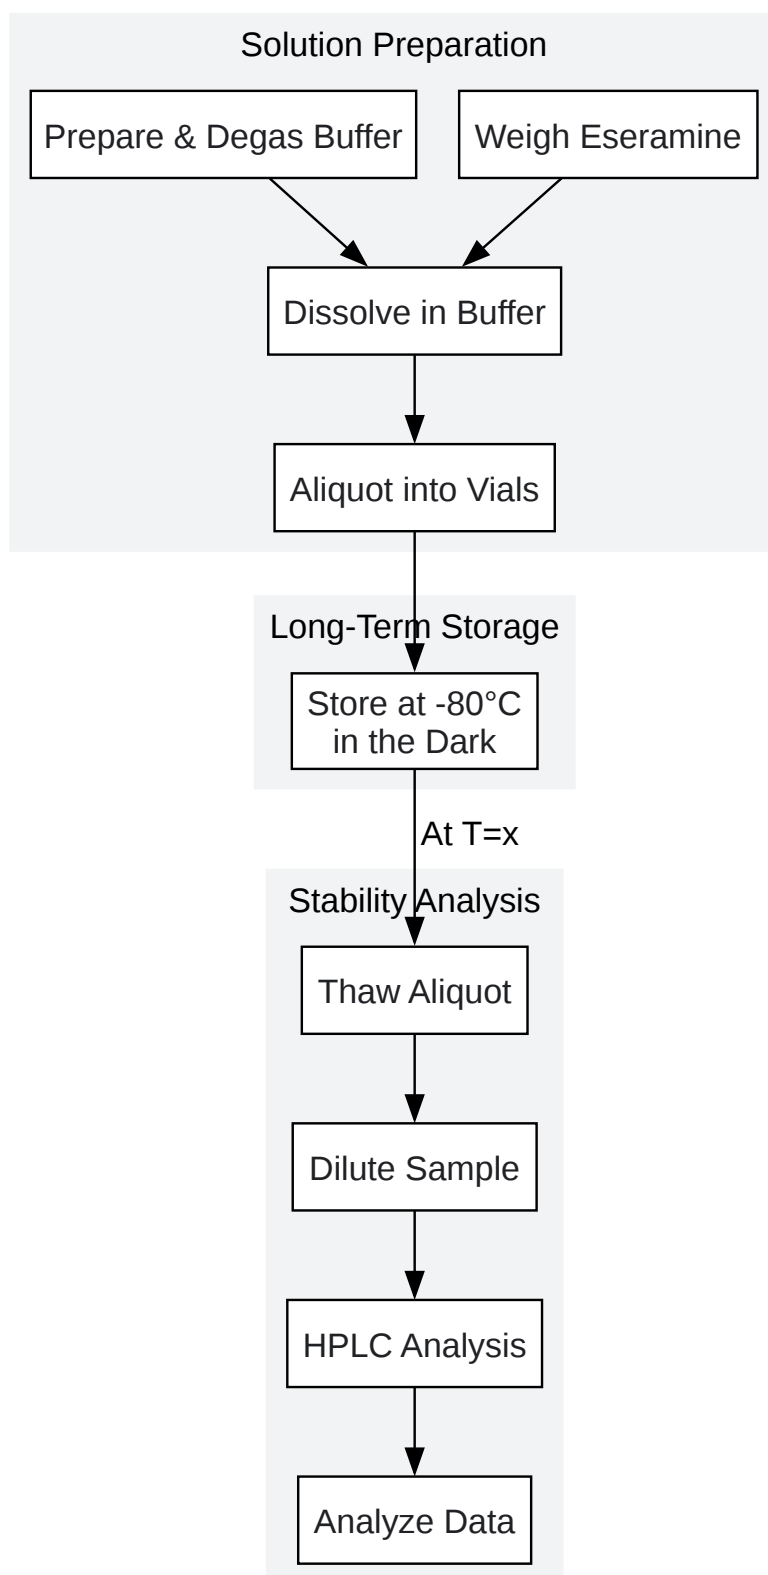 Solution Preparation
Prepare & Degas Buffer
Weigh Eseramine
Dissolve in Buffer
Aliquot into Vials
Long-Term Storage
Store at -80°C
in the Dark
At T=x
Stability Analysis
Thaw Aliquot
Dilute Sample
HPLC Analysis
Analyze Data